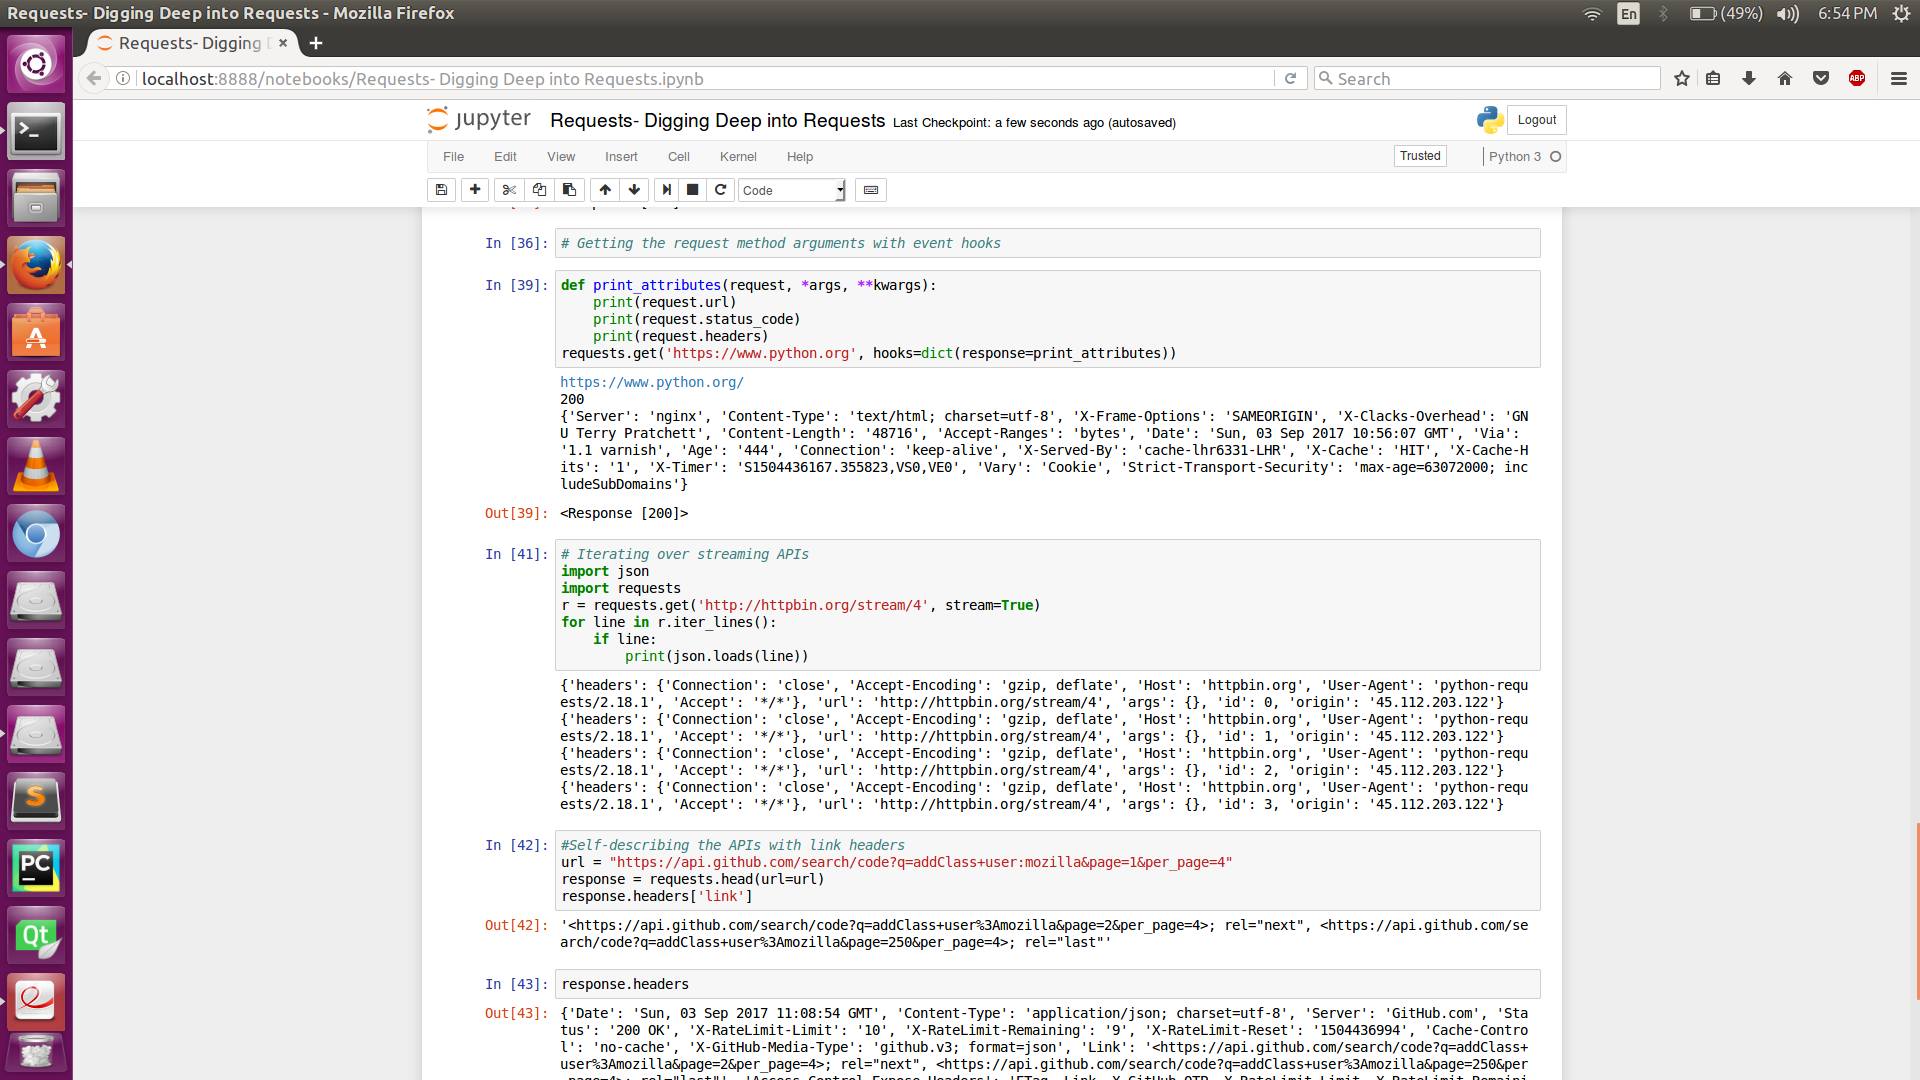 Requests- Digging Deep into Requests - Mozilla Firefox
En
(49%)
6:54 PM
Requests- Digging
localhost:8888/notebooks/Requests- Digging Deep into Requests.ipynb
Search
ABP
jupyter
Requests- Digging Deep into Requests Last Checkpoint: a few seconds ago (autosaved)
Logout
File Edit View Insert Cell Kernel Help
Trusted
Python 3
Code
In [36]: # Getting the request method arguments with event hooks
In [39]: def print_attributes(request, *args, **kwargs):
    print(request.url)
    print(request.status_code)
    print(request.headers)
requests.get('https://www.python.org', hooks=dict(response=print_attributes))
https://www.python.org/
200
{'Server': 'nginx', 'Content-Type': 'text/html; charset=utf-8', 'X-Frame-Options': 'SAMEORIGIN', 'X-Clacks-Overhead': 'GN
U Terry Pratchett', 'Content-Length': '48716', 'Accept-Ranges': 'bytes', 'Date': 'Sun, 03 Sep 2017 10:56:07 GMT', 'Via':
'1.1 varnish', 'Age': '444', 'Connection': 'keep-alive', 'X-Served-By': 'cache-lhr6331-LHR', 'X-Cache': 'HIT', 'X-Cache-H
its': '1', 'X-Timer': 'S1504436167.355823,VS0,VE0', 'Vary': 'Cookie', 'Strict-Transport-Security': 'max-age=63072000; inc
ludeSubDomains'}
Out[39]: <Response [200]>
In [41]: # Iterating over streaming APIs
import json
import requests
r = requests.get('http://httpbin.org/stream/4', stream=True)
for line in r.iter_lines():
    if line:
        print(json.loads(line))
{'headers': {'Connection': 'close', 'Accept-Encoding': 'gzip, deflate', 'Host': 'httpbin.org', 'User-Agent': 'python-requ
ests/2.18.1', 'Accept': '*/*'}, 'url': 'http://httpbin.org/stream/4', 'args': {}, 'id': 0, 'origin': '45.112.203.122'}
{'headers': {'Connection': 'close', 'Accept-Encoding': 'gzip, deflate', 'Host': 'httpbin.org', 'User-Agent': 'python-requ
ests/2.18.1', 'Accept': '*/*'}, 'url': 'http://httpbin.org/stream/4', 'args': {}, 'id': 1, 'origin': '45.112.203.122'}
{'headers': {'Connection': 'close', 'Accept-Encoding': 'gzip, deflate', 'Host': 'httpbin.org', 'User-Agent': 'python-requ
ests/2.18.1', 'Accept': '*/*'}, 'url': 'http://httpbin.org/stream/4', 'args': {}, 'id': 2, 'origin': '45.112.203.122'}
{'headers': {'Connection': 'close', 'Accept-Encoding': 'gzip, deflate', 'Host': 'httpbin.org', 'User-Agent': 'python-requ
ests/2.18.1', 'Accept': '*/*'}, 'url': 'http://httpbin.org/stream/4', 'args': {}, 'id': 3, 'origin': '45.112.203.122'}
In [42]: #Self-describing the APIs with link headers
url = "https://api.github.com/search/code?q=addClass+user:mozilla&page=1&per_page=4"
response = requests.head(url=url)
response.headers['link']
Out[42]: '<https://api.github.com/search/code?q=addClass+user%3Amozilla&page=2&per_page=4>; rel="next", <https://api.github.com/se
arch/code?q=addClass+user%3Amozilla&page=250&per_page=4>; rel="last"'
In [43]: response.headers
Out[43]: {'Date': 'Sun, 03 Sep 2017 11:08:54 GMT', 'Content-Type': 'application/json; charset=utf-8', 'Server': 'GitHub.com', 'Sta
tus': '200 OK', 'X-RateLimit-Limit': '10', 'X-RateLimit-Remaining': '9', 'X-RateLimit-Reset': '1504436994', 'Cache-Contro
l': 'no-cache', 'X-GitHub-Media-Type': 'github.v3; format=json', 'Link': '<https://api.github.com/search/code?q=addClass+
user%3Amozilla&page=2&per_page=4>; rel="next", <https://api.github.com/search/code?q=addClass+user%3Amozilla&page=250&per
PC
Qt